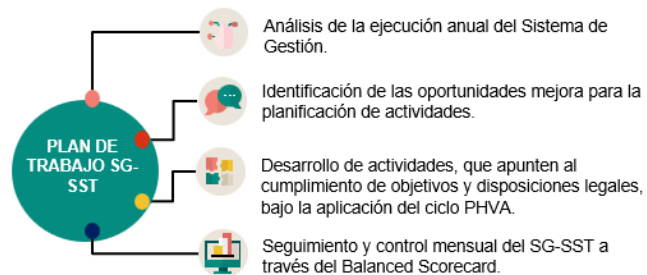 Análisis de la ejecución anual del Sistema de
Gestión.
Identificación de las oportunidades mejora para la
planificación de actividades.
PLAN DE
TRABAJO SG-
SST
Desarrollo de actividades, que apunten al
cumplimiento de objetivos y disposiciones legales,
bajo la aplicación del ciclo PHVA.
Seguimiento y control mensual del SG-SST a
través del Balanced Scorecard.